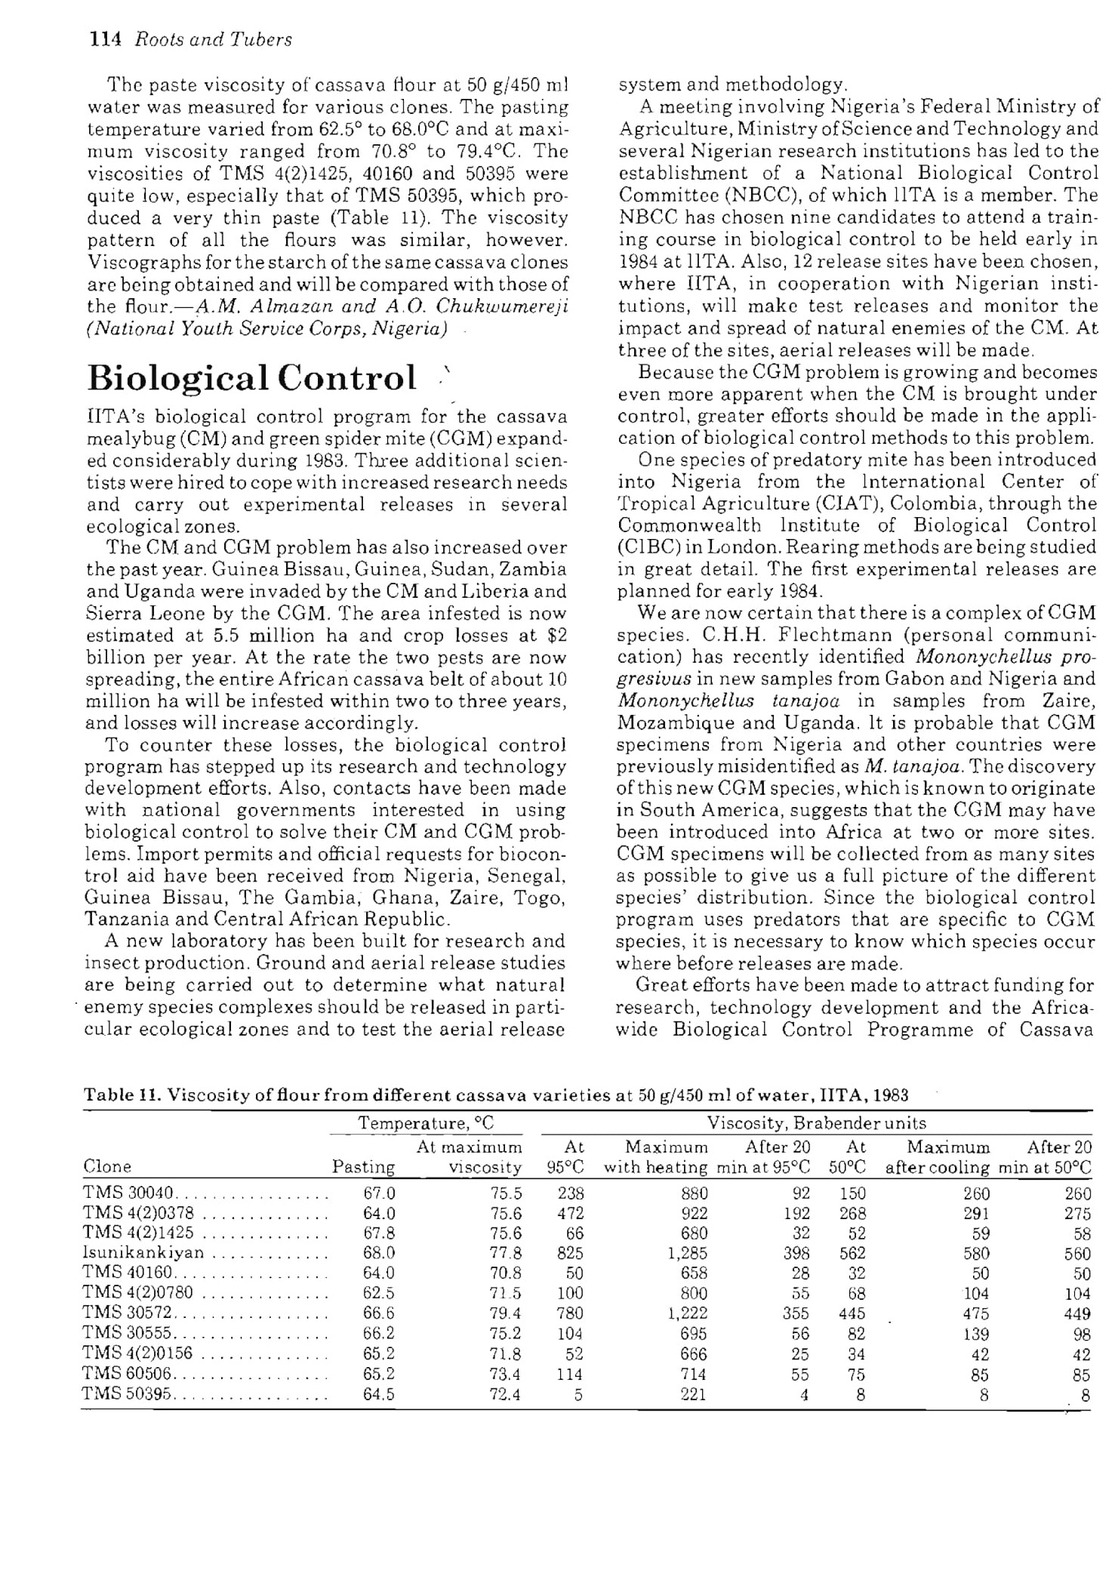 114 Roots and Tubers
The paste viscosity of cassava flour at 50 g/450 ml
water was measured for various clones. The pasting
temperature varied from 62.5° to 68.0°C and at maxi-
mum viscosity ranged from 70.8° to 79.4°C. The
viscosities of TMS 4(2)1425, 40160 and 50395 were
quite low, especially that of TMS 50395, which pro-
duced a very thin paste (Table 11). The viscosity
pattern of all the flours was similar, however.
Viscographs for the starch of the same cassava clones
are being obtained and will be compared with those of
the flour.—A.M. Almazan and A.O. Chukwumereji
(National Youth Service Corps, Nigeria)
Biological Control
IITA's biological control program for the cassava
mealybug (CM) and green spider mite (CGM) expand-
ed considerably during 1983. Three additional scien-
tists were hired to cope with increased research needs
and carry out experimental releases in several
ecological zones.
The CM and CGM problem has also increased over
the past year. Guinea Bissau, Guinea, Sudan, Zambia
and Uganda were invaded by the CM and Liberia and
Sierra Leone by the CGM. The area infested is now
estimated at 5.5 million ha and crop losses at $2
billion per year. At the rate the two pests are now
spreading, the entire African cassava belt of about 10
million ha will be infested within two to three years,
and losses will increase accordingly.
To counter these losses, the biological control
program has stepped up its research and technology
development efforts. Also, contacts have been made
with national governments interested in using
biological control to solve their CM and CGM prob-
lems. Import permits and official requests for biocon-
trol aid have been received from Nigeria, Senegal,
Guinea Bissau, The Gambia, Ghana, Zaire, Togo,
Tanzania and Central African Republic.
A new laboratory has been built for research and
insect production. Ground and aerial release studies
are being carried out to determine what natural
enemy species complexes should be released in parti-
cular ecological zones and to test the aerial release
system and methodology.
A meeting involving Nigeria's Federal Ministry of
Agriculture, Ministry of Science and Technology and
several Nigerian research institutions has led to the
establishment of a National Biological Control
Committee (NBCC), of which IITA is a member. The
NBCC has chosen nine candidates to attend a train-
ing course in biological control to be held early in
1984 at IITA. Also, 12 release sites have been chosen,
where IITA, in cooperation with Nigerian insti-
tutions, will make test releases and monitor the
impact and spread of natural enemies of the CM. At
three of the sites, aerial releases will be made.
Because the CGM problem is growing and becomes
even more apparent when the CM is brought under
control, greater efforts should be made in the appli-
cation of biological control methods to this problem.
One species of predatory mite has been introduced
into Nigeria from the International Center of
Tropical Agriculture (CIAT), Colombia, through the
Commonwealth Institute of Biological Control
(CIBC) in London. Rearing methods are being studied
in great detail. The first experimental releases are
planned for early 1984.
We are now certain that there is a complex of CGM
species. C.H.H. Flechtmann (personal communi-
cation) has recently identified Mononychellus pro-
gresivus in new samples from Gabon and Nigeria and
Mononychellus tanajoa in samples from Zaire,
Mozambique and Uganda. It is probable that CGM
specimens from Nigeria and other countries were
previously misidentified as M. tanajoa. The discovery
of this new CGM species, which is known to originate
in South America, suggests that the CGM may have
been introduced into Africa at two or more sites.
CGM specimens will be collected from as many sites
as possible to give us a full picture of the different
species' distribution. Since the biological control
program uses predators that are specific to CGM
species, it is necessary to know which species occur
where before releases are made.
Great efforts have been made to attract funding for
research, technology development and the Africa-
wide Biological Control Programme of Cassava
Table 11. Viscosity of flour from different cassava varieties at 50 g/450 ml of water, IITA, 1983
Temperature, °C Viscosity, Brabender units
At maximum At Maximum After 20 At Maximum After 20
Clone Pasting viscosity 95°C with heating min at 95°C 50°C after cooling min at 50°C
TMS 30040................. 67.0 75.5 238 880 92 150 260 260
TMS 4(2)0378 .............. 64.0 75.6 472 922 192 268 291 275
TMS 4(2)1425 .............. 67.8 75.6 66 680 32 52 59 58
Isunikankiyan ............. 68.0 77.8 825 1,285 398 562 580 560
TMS 40160................. 64.0 70.8 50 658 28 32 50 50
TMS 4(2)0780 .............. 62.5 71.5 100 800 55 68 104 104
TMS 30572................. 66.6 79.4 780 1,222 355 445 475 449
TMS 30555................. 66.2 75.2 104 695 56 82 139 98
TMS 4(2)0156 .............. 65.2 71.8 52 666 25 34 42 42
TMS 60506................. 65.2 73.4 114 714 55 75 85 85
TMS 50395................. 64.5 72.4 5 221 4 8 8 8